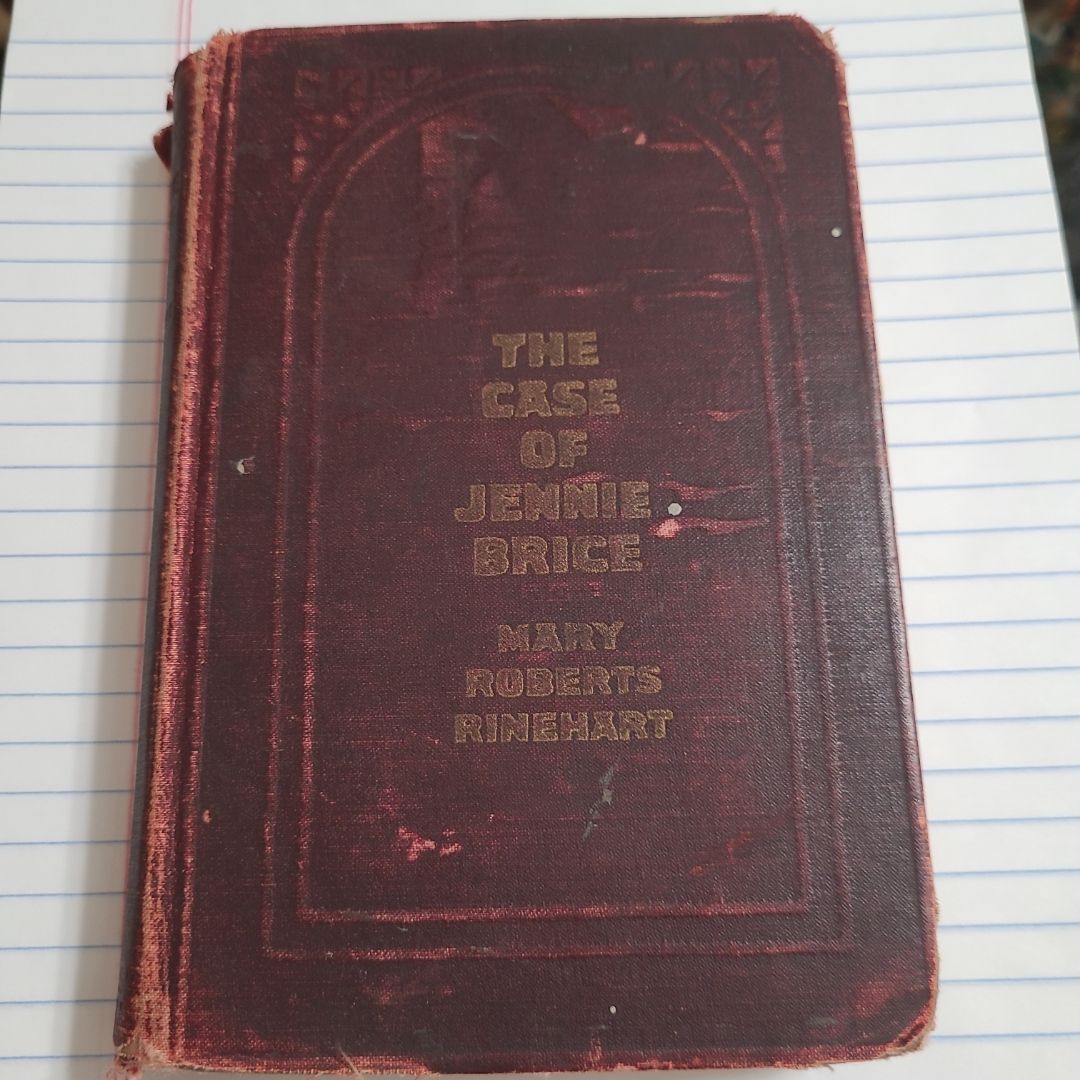 THE
CASE
OF
JENNIE
BRICE
MARY
ROBERTS
RINEHART